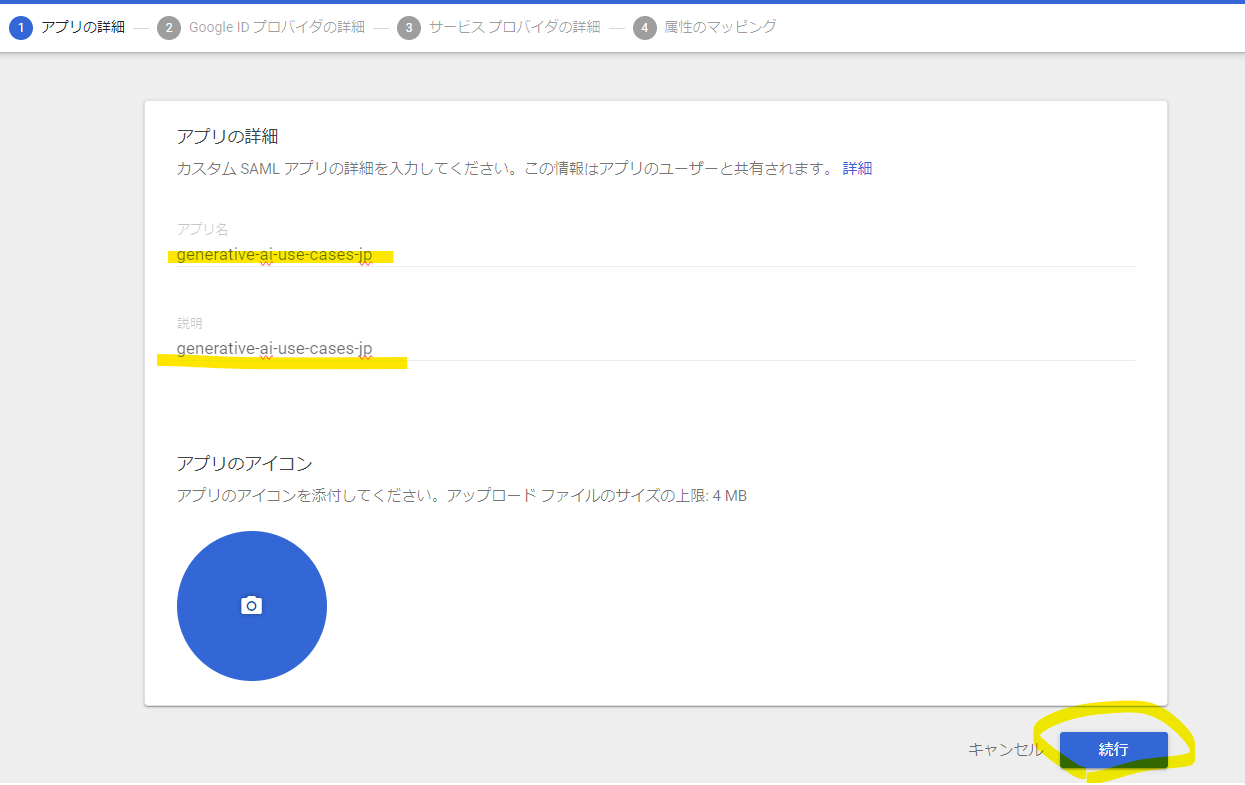 1 アプリの詳細 — 2 Google ID プロバイダの詳細 — 3 サービス プロバイダの詳細 — 4 属性のマッピング
アプリの詳細
カスタム SAML アプリの詳細を入力してください。この情報はアプリのユーザーと共有されます。 詳細
アプリ名
generative-ai-use-cases-jp
説明
generative-ai-use-cases-jp
アプリのアイコン
アプリのアイコンを添付してください。アップロード ファイルのサイズの上限: 4 MB
キャンセル 続行